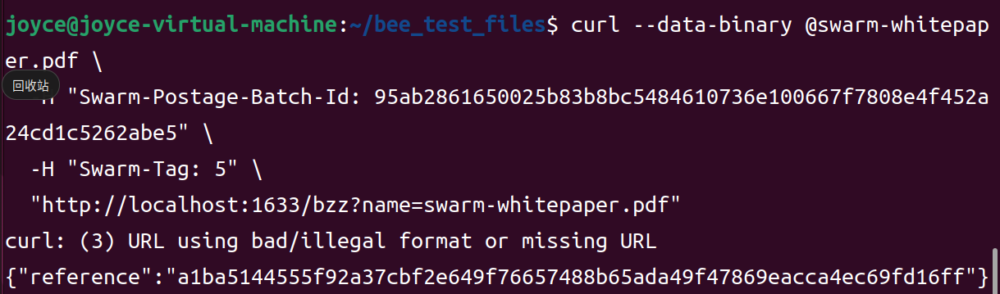 joyce@joyce-virtual-machine:~/bee_test_files$ curl --data-binary @swarm-whitepap
er.pdf \
回收站
"Swarm-Postage-Batch-Id: 95ab2861650025b83b8bc5484610736e100667f7808e4f452a
24cd1c5262abe5" \
  -H "Swarm-Tag: 5" \
  "http://localhost:1633/bzz?name=swarm-whitepaper.pdf"
curl: (3) URL using bad/illegal format or missing URL
{"reference":"a1ba5144555f92a37cbf2e649f76657488b65ada49f47869eacca4ec69fd16ff"}